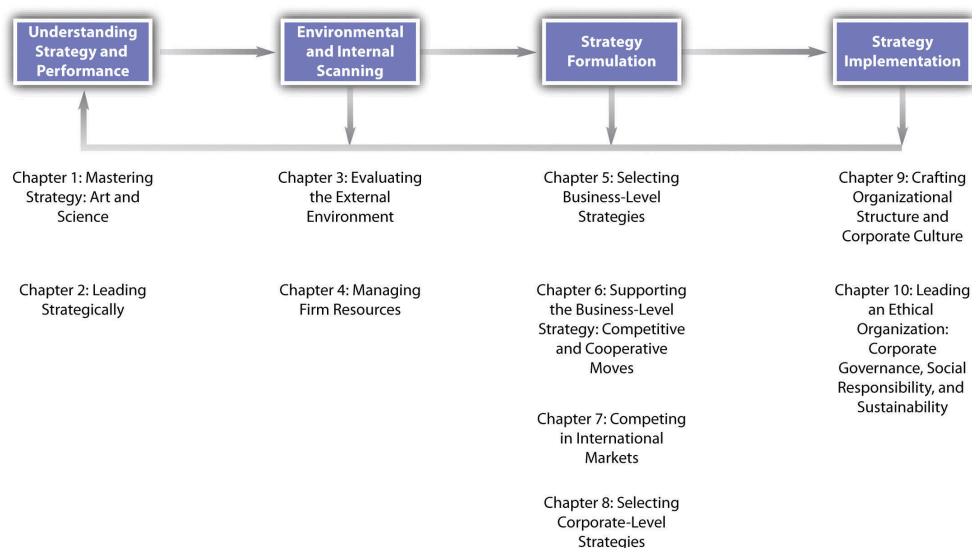 Understanding
Strategy and
Performance
Environmental
and Internal
Scanning
Strategy
Formulation
Strategy
Implementation
Chapter 1: Mastering
Strategy: Art and
Science
Chapter 2: Leading
Strategically
Chapter 3: Evaluating
the External
Environment
Chapter 4: Managing
Firm Resources
Chapter 5: Selecting
Business-Level
Strategies
Chapter 6: Supporting
the Business-Level
Strategy: Competitive
and Cooperative
Moves
Chapter 7: Competing
in International
Markets
Chapter 8: Selecting
Corporate-Level
Strategies
Chapter 9: Crafting
Organizational
Structure and
Corporate Culture
Chapter 10: Leading
an Ethical
Organization:
Corporate
Governance, Social
Responsibility, and
Sustainability